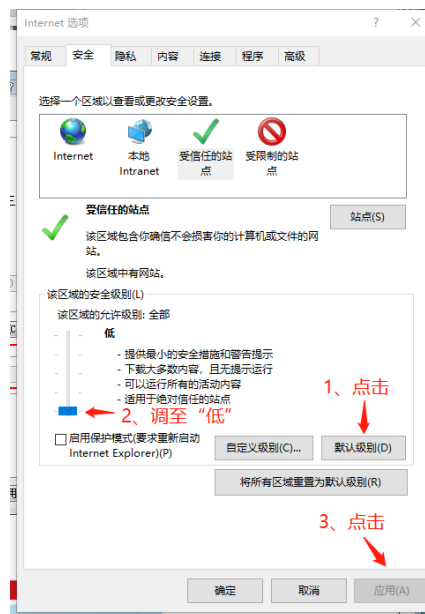 Internet 选项
常规 安全 隐私 内容 连接 程序 高级
选择一个区域以查看或更改安全设置。
Internet 本地 Intranet 受信任的站点 受限制的站点
受信任的站点
站点(S)
该区域包含你确信不会损害你的计算机或文件的网
站。
该区域中有网站。
该区域的安全级别(L)
该区域的允许级别: 全部
低
- 提供最小的安全措施和警告提示
- 下载大多数内容，且无提示运行
- 可以运行所有的活动内容
- 适用于绝对信任的站点
1、点击
2、调至“低”
启用保护模式(要求重新启动
Internet Explorer)(P)
自定义级别(C)... 默认级别(D)
将所有区域重置为默认级别(R)
3、点击
确定 取消 应用(A)